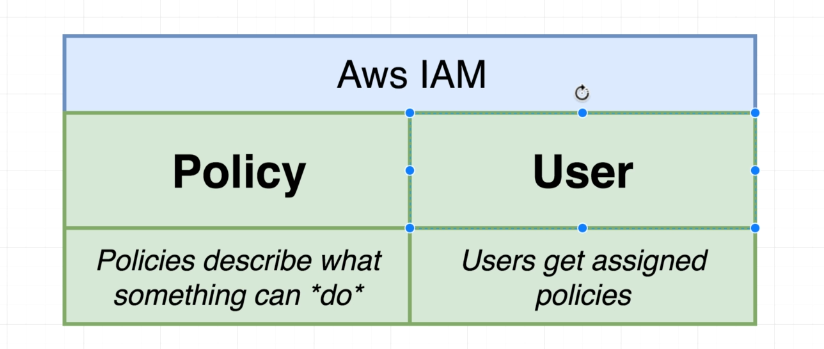 Aws IAM
Policy
User
Policies describe what
something can *do*
Users get assigned
policies